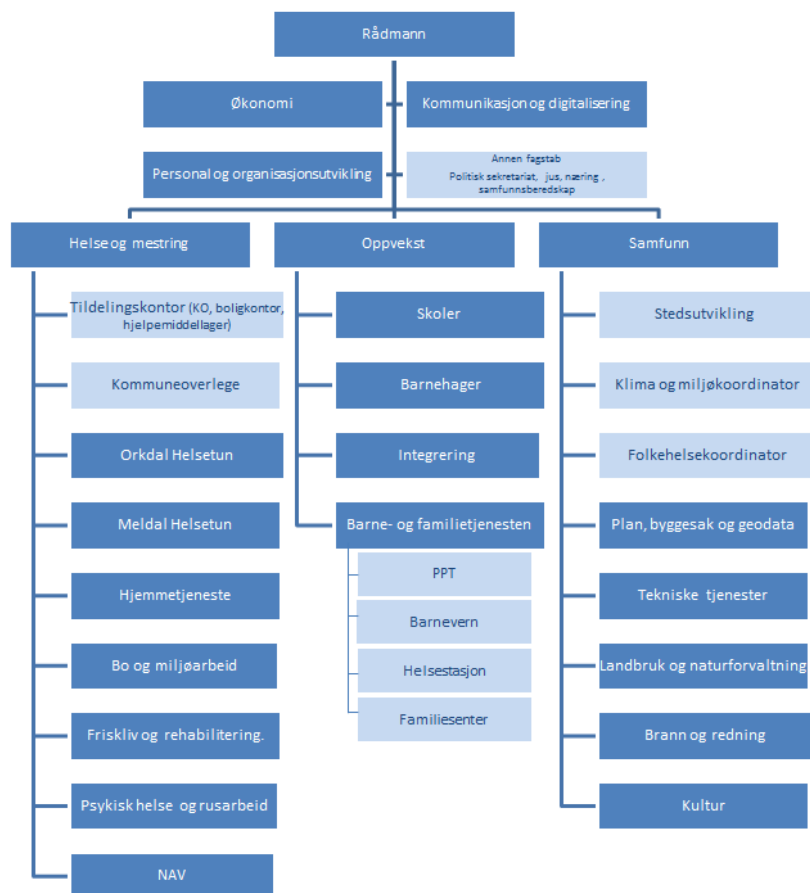 Rådmann
Økonomi
Kommunikasjon og digitalisering
Personal og organisasjonsutvikling
Annen fagstab
Politisk sekretariat, jus, næring ,
samfunnsberedskap
Helse og mestring
Tildelingskontor (KO, boligkontor,
hjelpemiddellager)
Kommuneoverlege
Orkdal Helsetun
Meldal Helsetun
Hjemmetjeneste
Bo og miljøarbeid
Friskliv og rehabilitering.
Psykisk helse og rusarbeid
NAV
Oppvekst
Skoler
Barnehager
Integrering
Barne- og familietjenesten
PPT
Barnevern
Helsestasjon
Familiesenter
Samfunn
Stedsutvikling
Klima og miljøkoordinator
Folkehelsekoordinator
Plan, byggesak og geodata
Tekniske tjenester
Landbruk og naturforvaltning
Brann og redning
Kultur